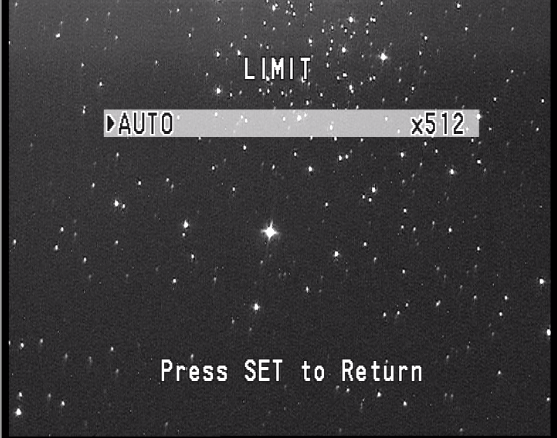 LIMIT
▶AUTO x512
Press SET to Return